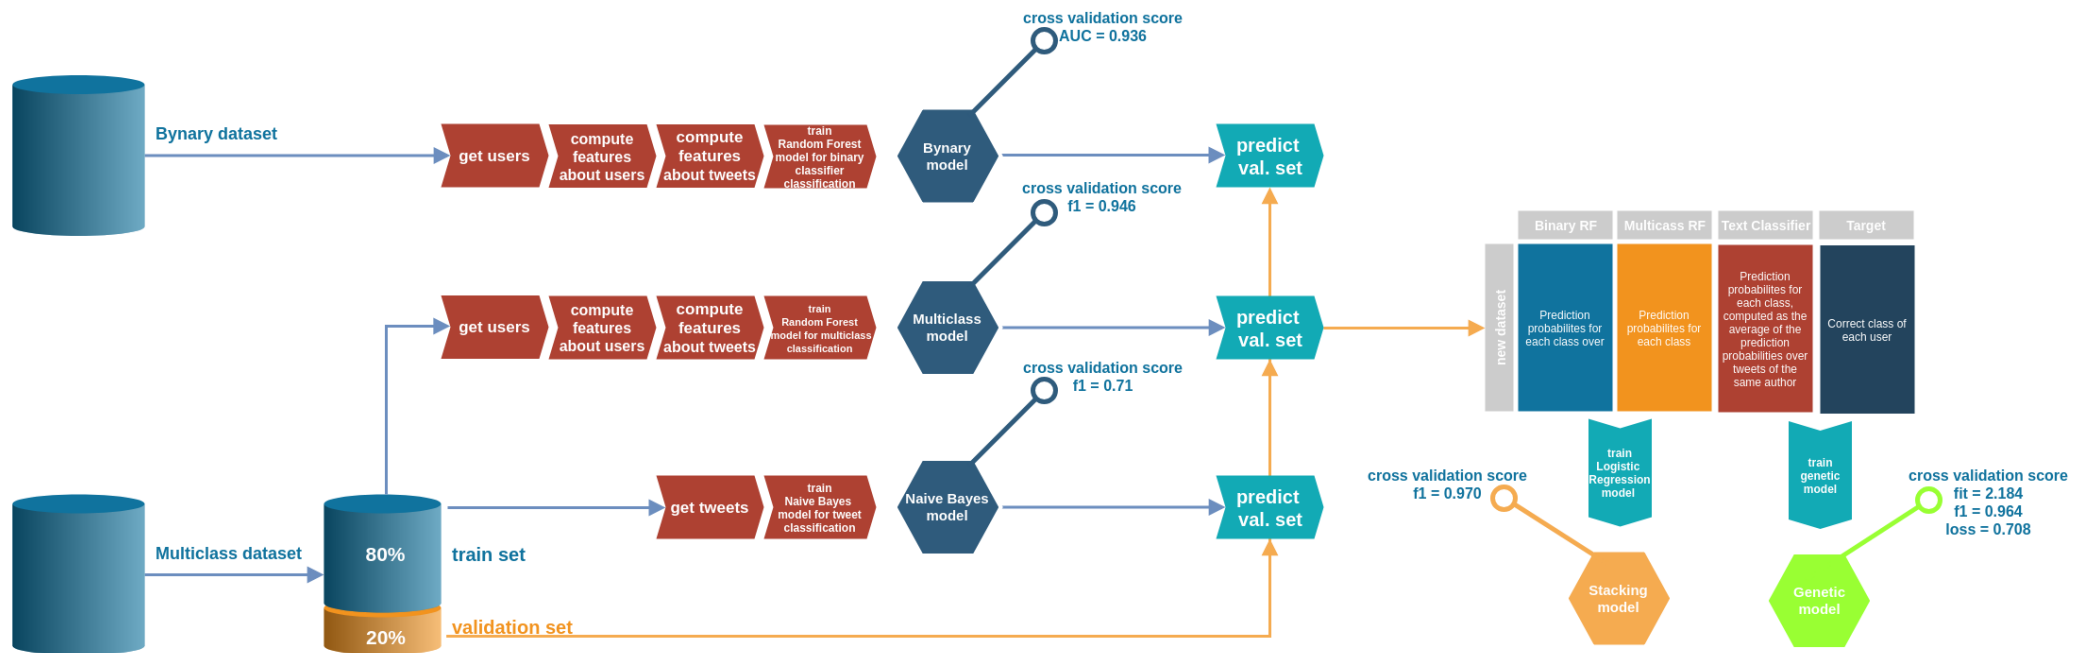 cross validation score
AUC = 0.936
Bynary dataset
get users
compute
features
about users
compute
features
about tweets
train
Random Forest
model for binary
classifier
classification
Bynary
model
predict
val. set
cross validation score
f1 = 0.946
get users
compute
features
about users
compute
features
about tweets
train
Random Forest
model for multiclass
classification
Multiclass
model
predict
val. set
cross validation score
f1 = 0.71
get tweets
train
Naive Bayes
model for tweet
classification
Naive Bayes
model
predict
val. set
Multiclass dataset
80%
train set
20%
validation set
Binary RF
Multicass RF
Text Classifier
Target
new dataset
Prediction
probabilites for
each class over
Prediction
probabilites for
each class
Prediction
probabilites for
each class,
computed as the
average of the
prediction
probabilities over
tweets of the
same author
Correct class of
each user
train
Logistic
Regression
model
train
genetic
model
cross validation score
f1 = 0.970
cross validation score
fit = 2.184
f1 = 0.964
loss = 0.708
Stacking
model
Genetic
model